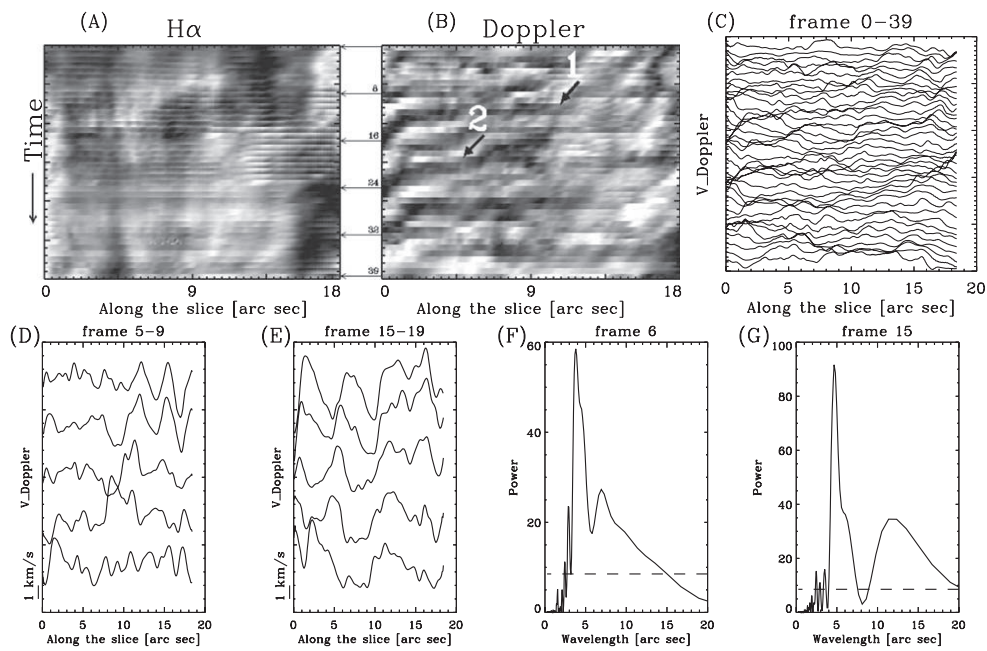 (A) Hα
(B) Doppler
(C) frame 0–39
Time
1
2
8
16
24
32
39
0 9 18
Along the slice [arc sec]
0 9 18
Along the slice [arc sec]
V_Doppler
0 5 10 15 20
Along the slice [arc sec]
(D) frame 5–9
V_Doppler
1 km/s
0 5 10 15 20
Along the slice [arc sec]
(E) frame 15–19
V_Doppler
1 km/s
0 5 10 15 20
Along the slice [arc sec]
(F) frame 6
Power
60
40
20
0
0 5 10 15 20
Wavelength [arc sec]
(G) frame 15
Power
100
80
60
40
20
0
0 5 10 15 20
Wavelength [arc sec]